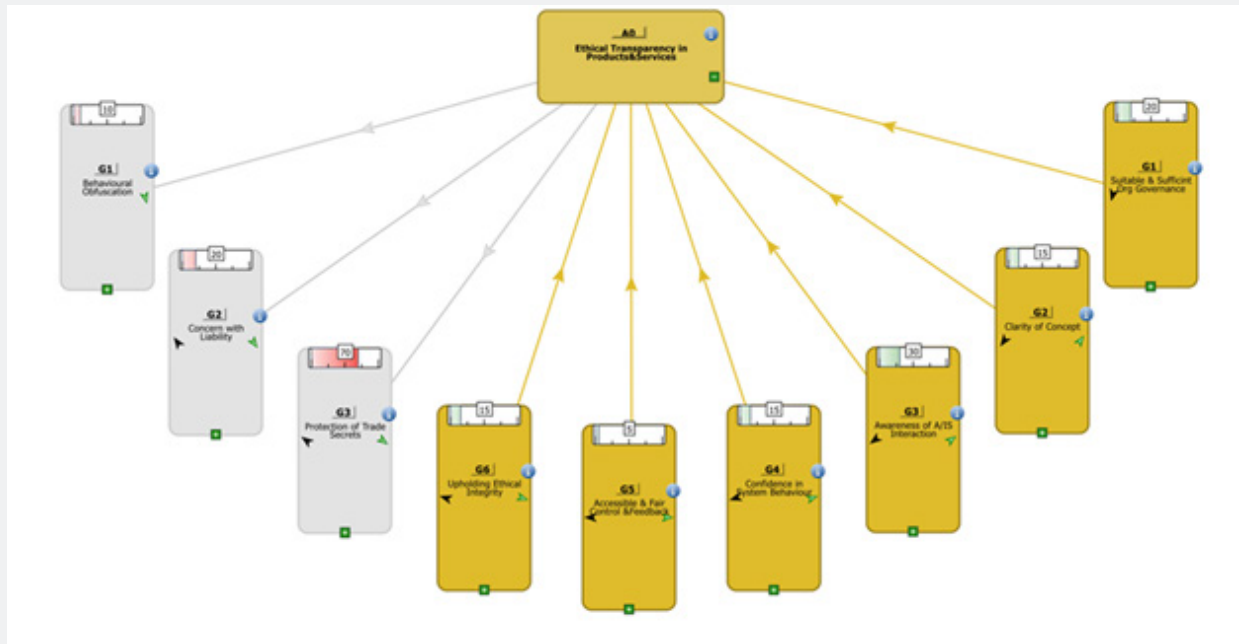 A0
Ethical Transparency in
Products&Services
10
G1
Behavioural
Obfuscation
20
G2
Concern with
Liability
70
G3
Protection of Trade
Secrets
15
G6
Upholding Ethical
Integrity
5
G5
Accessible & Fair
Control &Feedback
15
G4
Confidence in
System Behaviour
30
G3
Awareness of A/IS
Interaction
15
G2
Clarity of Concept
20
G1
Suitable & Sufficint
Org Governance